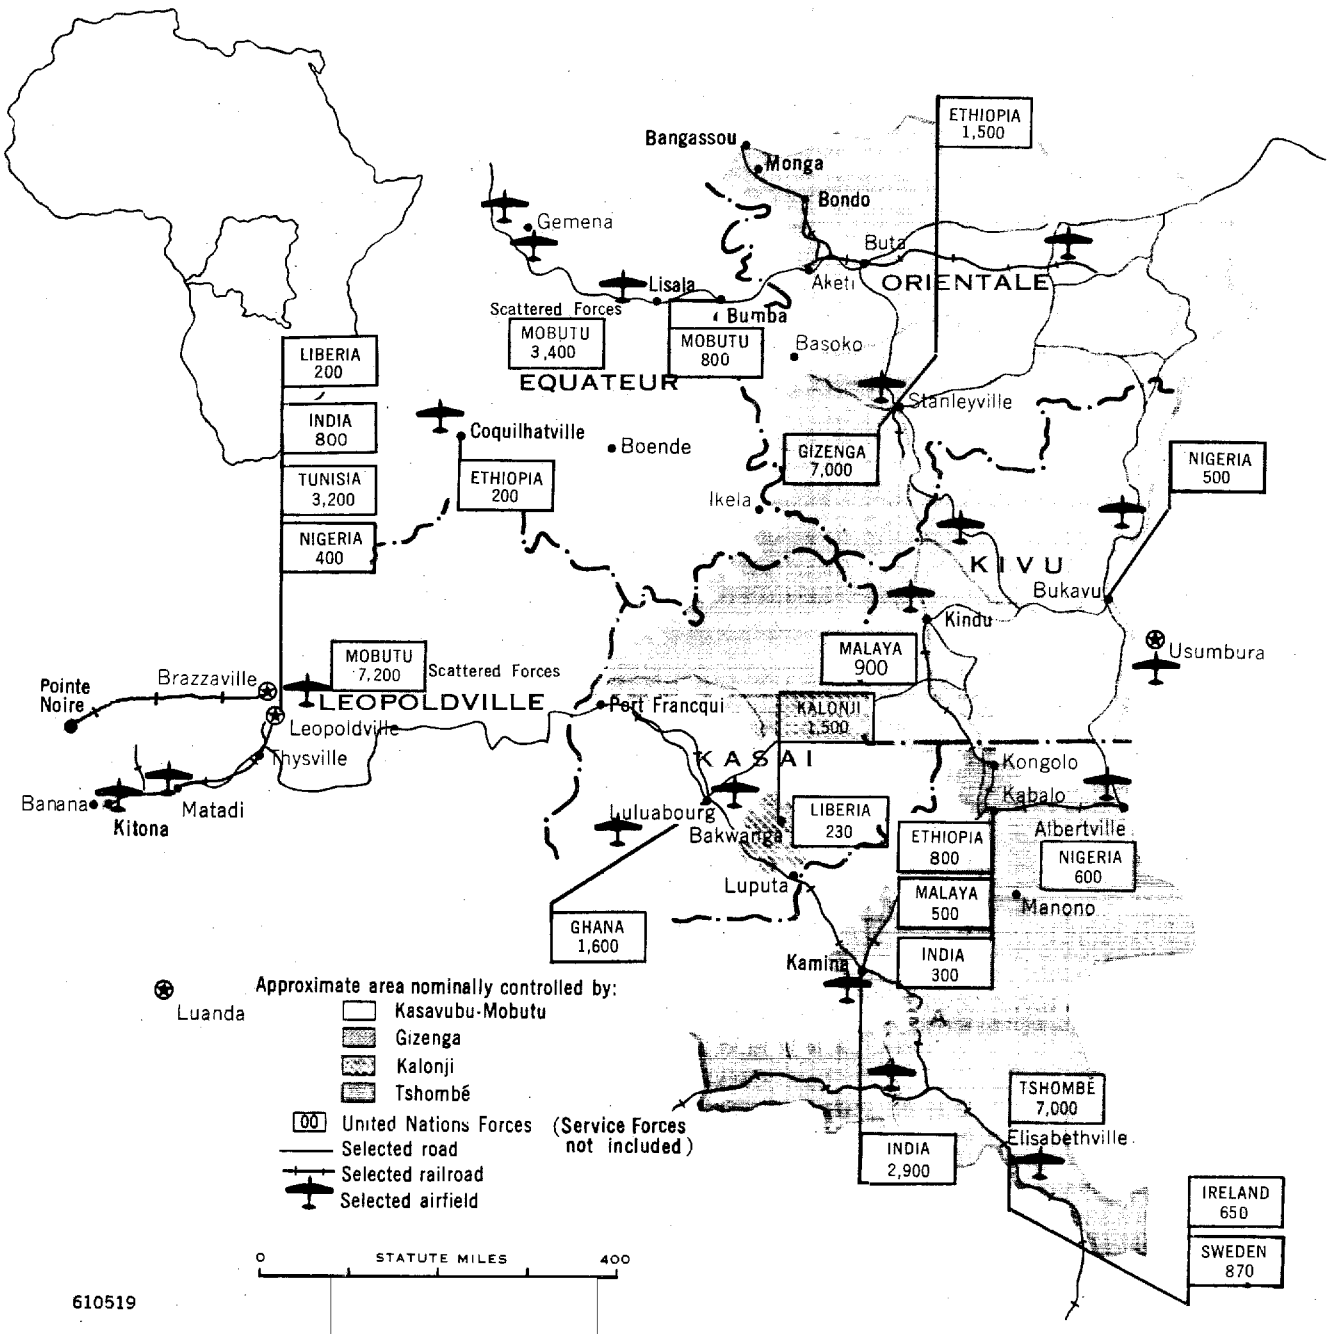 ETHIOPIA
1,500
Bangassou
Monga
Bondo
Gemena
Buta
Aketi
ORIENTALE
Lisala
Scattered Forces
MOBUTU
3,400
Bumba
MOBUTU
800
Basoko
LIBERIA
200
EQUATEUR
Stanleyville
INDIA
800
Coquilhatville
Boende
GIZENGA
7,000
NIGERIA
500
TUNISIA
3,200
ETHIOPIA
200
Ikela
NIGERIA
400
KIVU
Bukavu
Kindu
MALAYA
900
Usumbura
MOBUTU
7,200
Scattered Forces
Brazzaville
Pointe
Noire
LEOPOLDVILLE
Port Francqui
KALONJI
1,500
Leopoldville
Thysville
KASAI
Kongolo
Kabalo
Banana
Kitona
Matadi
Luluabourg
Bakwanga
LIBERIA
230
Albertville
ETHIOPIA
800
NIGERIA
600
Luputa
MALAYA
500
Manono
GHANA
1,600
INDIA
300
Kamina
A
Luanda
Approximate area nominally controlled by:
Kasavubu-Mobutu
Gizenga
Kalonji
Tshombé
00 United Nations Forces (Service Forces
not included)
Selected road
Selected railroad
Selected airfield
TSHOMBÉ
7,000
Elisabethville
INDIA
2,900
IRELAND
650
SWEDEN
870
0 STATUTE MILES 400
610519